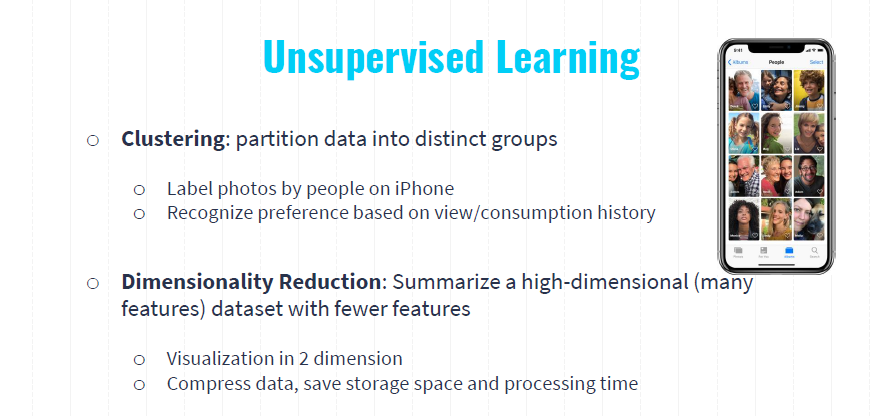 Unsupervised Learning
9:41
Albums People Select
Clustering: partition data into distinct groups
Label photos by people on iPhone
Recognize preference based on view/consumption history
Dimensionality Reduction: Summarize a high-dimensional (many
features) dataset with fewer features
Visualization in 2 dimension
Compress data, save storage space and processing time